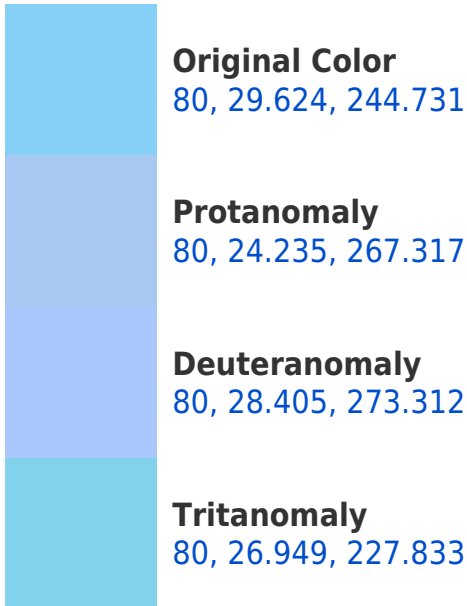 Original Color
80, 29.624, 244.731
Protanomaly
80, 24.235, 267.317
Deuteranomaly
80, 28.405, 273.312
Tritanomaly
80, 26.949, 227.833